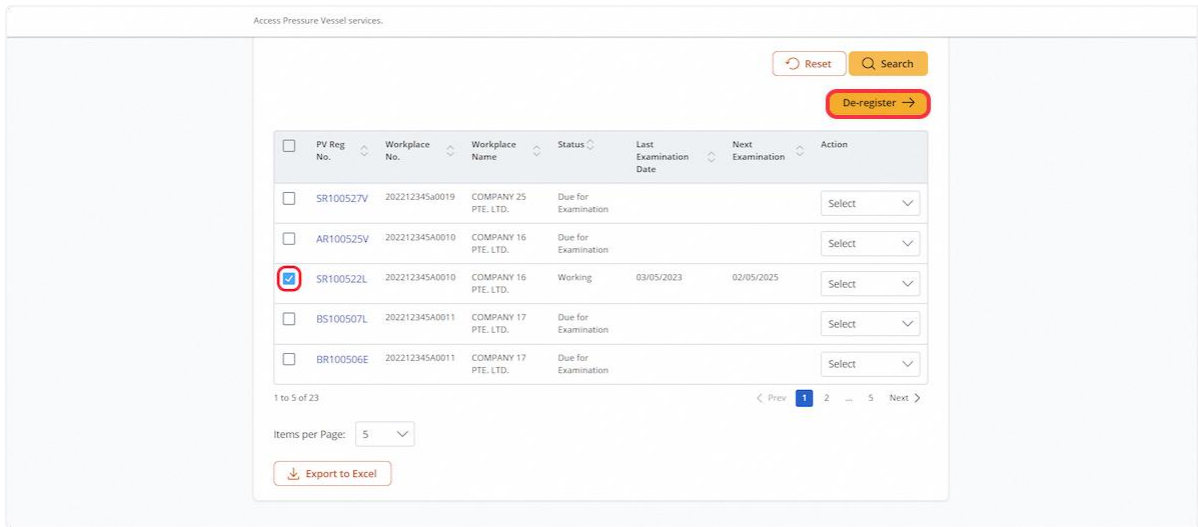 Access Pressure Vessel services.
Reset
Search
De-register
PV Reg No.
Workplace No.
Workplace Name
Status
Last Examination Date
Next Examination
Action
SR100527V 202212345a0019 COMPANY 25 PTE. LTD. Due for Examination Select
AR100525V 202212345A0010 COMPANY 16 PTE. LTD. Due for Examination Select
SR100522L 202212345A0010 COMPANY 16 PTE. LTD. Working 03/05/2023 02/05/2025 Select
BS100507L 202212345A0011 COMPANY 17 PTE. LTD. Due for Examination Select
BR100506E 202212345A0011 COMPANY 17 PTE. LTD. Due for Examination Select
1 to 5 of 23
Prev 1 2 ... 5 Next
Items per Page: 5
Export to Excel